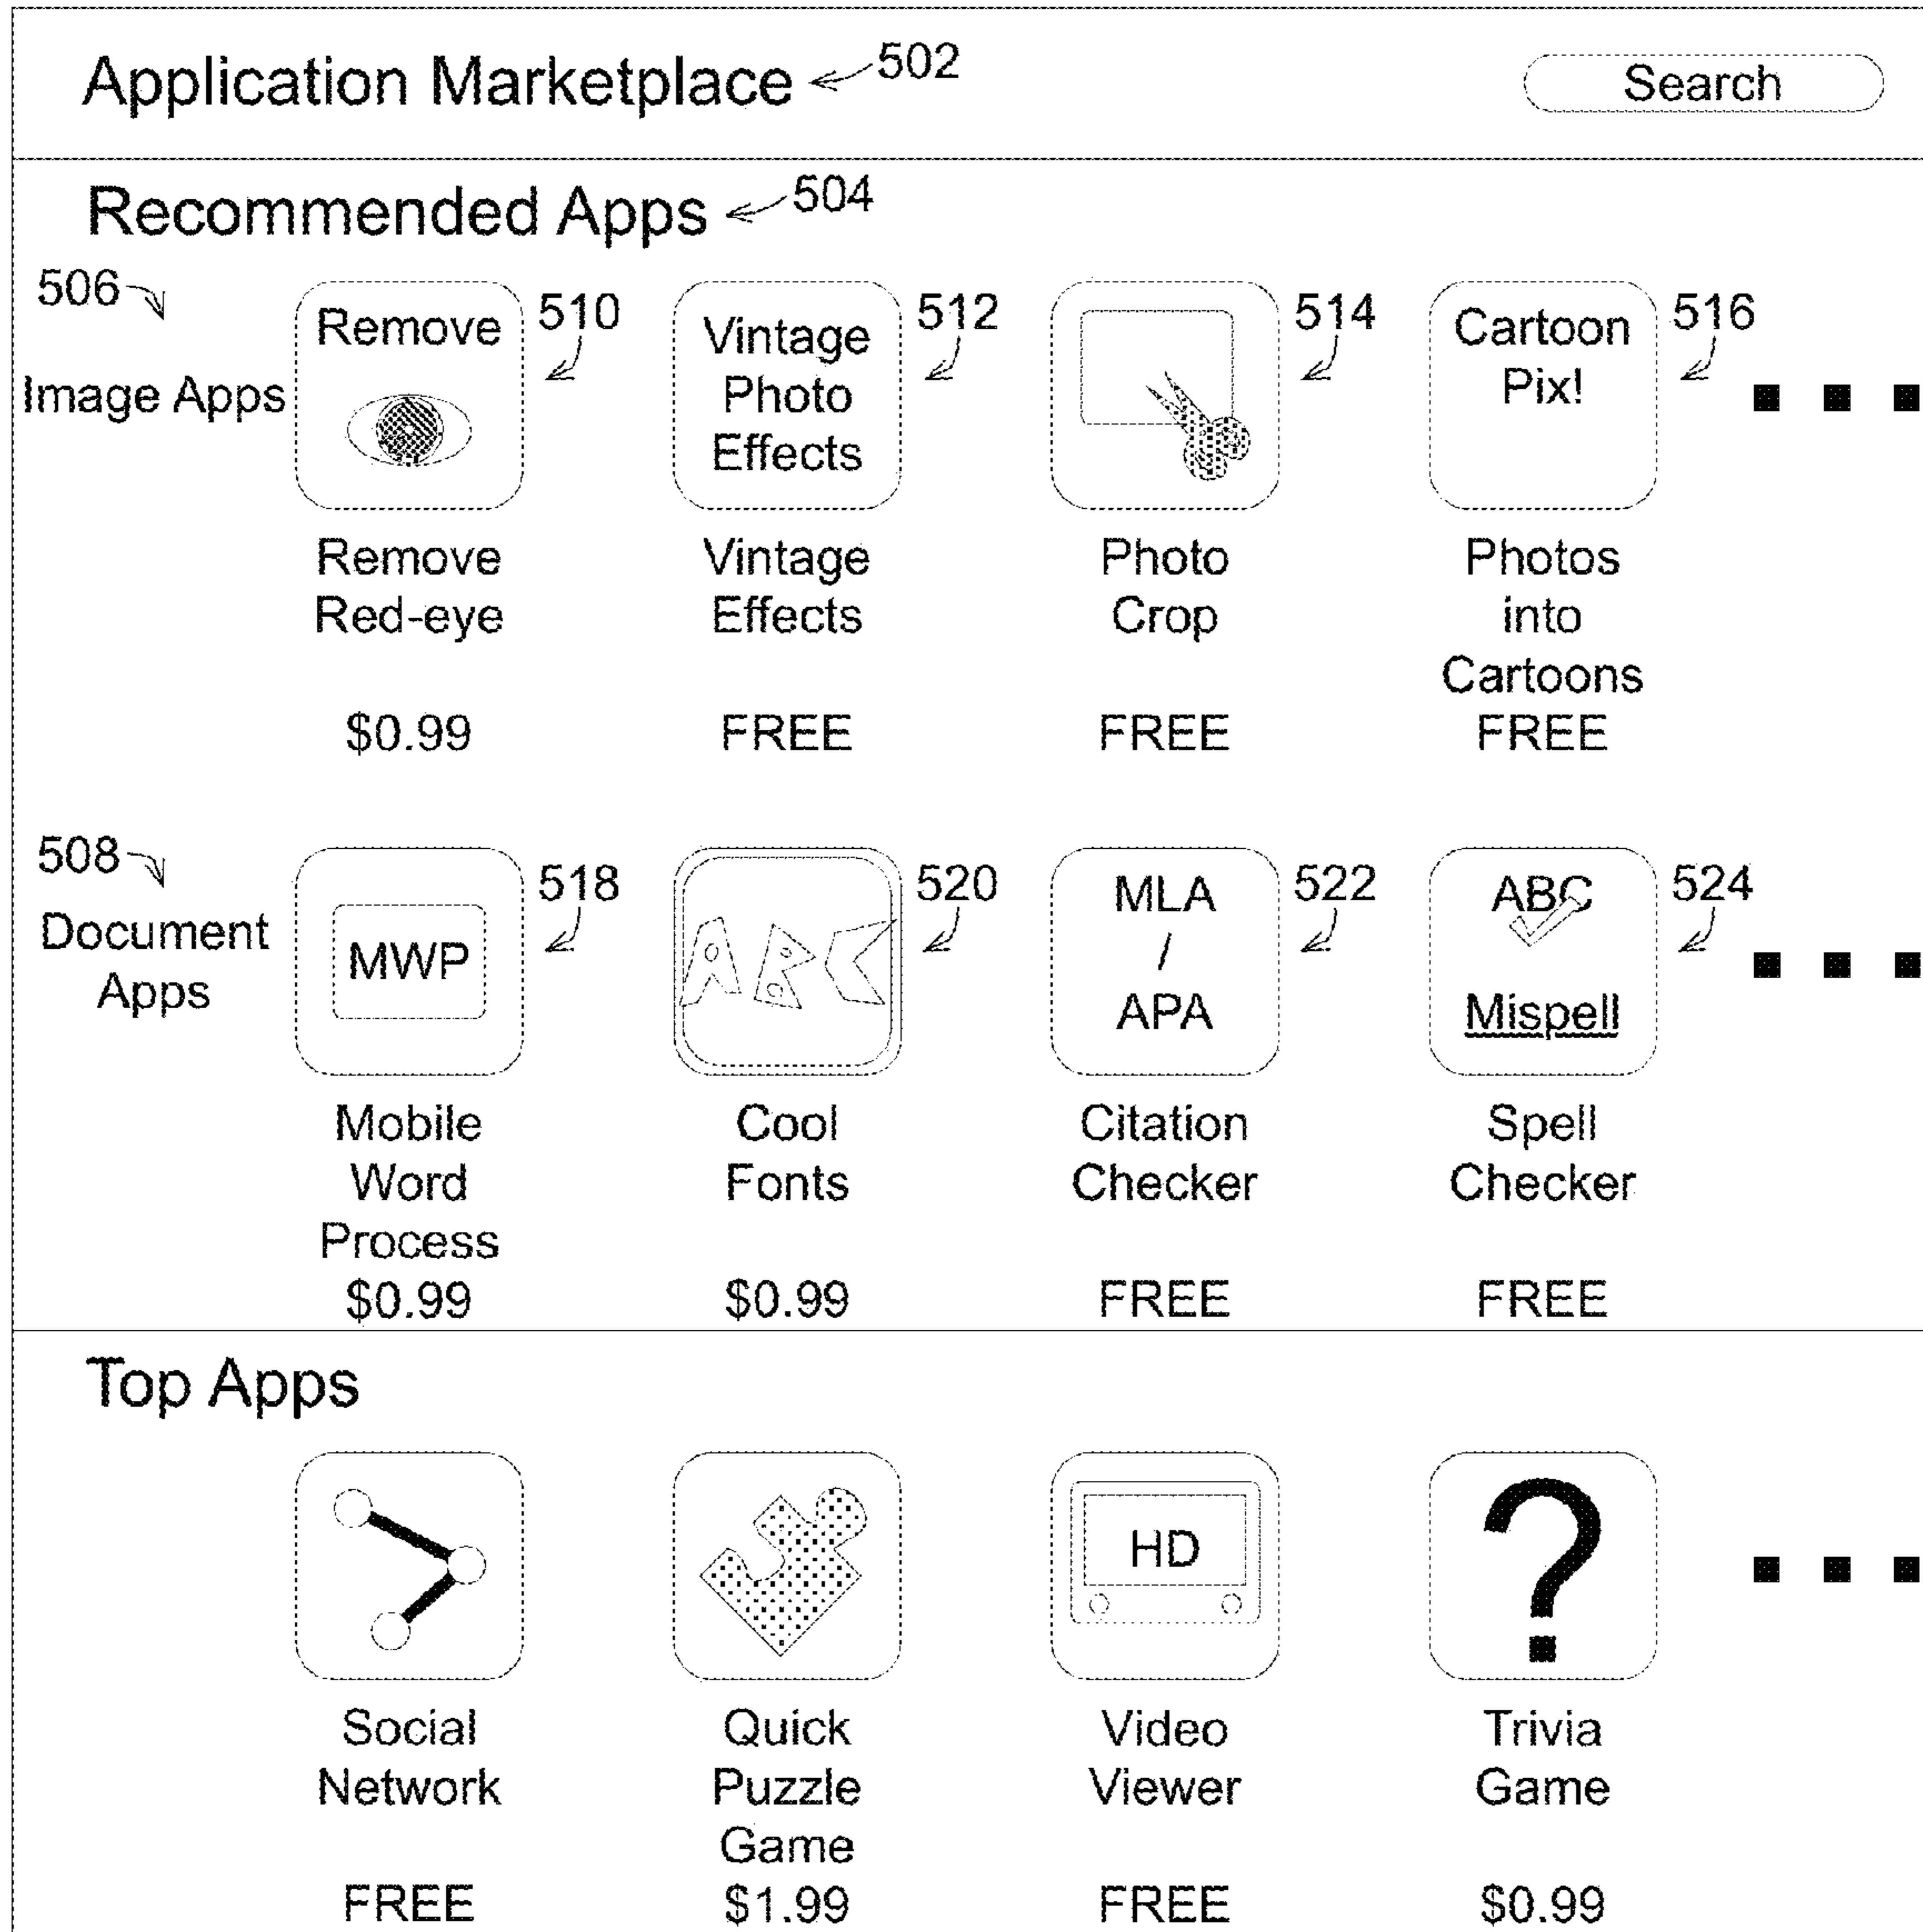 Application Marketplace 502 Search
Recommended Apps 504
506
Image Apps
Remove
510
Vintage
Photo
Effects
512
514
Cartoon
Pix!
516
Remove
Red-eye
$0.99
Vintage
Effects
FREE
Photo
Crop
FREE
Photos
into
Cartoons
FREE
508
Document
Apps
MWP
518
ABC
520
MLA
/
APA
522
ABC
Mispell
524
Mobile
Word
Process
$0.99
Cool
Fonts
$0.99
Citation
Checker
FREE
Spell
Checker
FREE
Top Apps
HD
?
Social
Network
FREE
Quick
Puzzle
Game
$1.99
Video
Viewer
FREE
Trivia
Game
$0.99